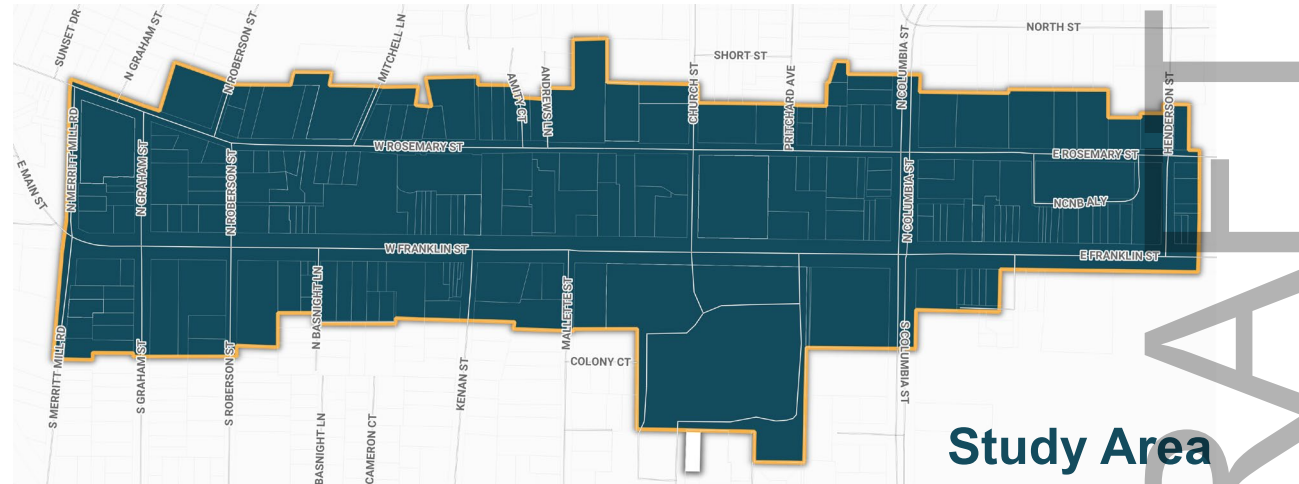 SUNSET DR
N GRAHAM ST
N ROBERSON ST
MITCHELL LN
SHORT ST
N COLUMBIA ST
NORTH ST
AMITY CT
ANDREWS LN
CHURCH ST
PRITCHARD AVE
HENDERSON ST
N MERRITT MILL RD
N GRAHAM ST
N ROBERSON ST
W ROSEMARY ST
E ROSEMARY ST
E MAIN ST
N COLUMBIA ST
NCNB ALY
W FRANKLIN ST
E FRANKLIN ST
N BASNIGHT LN
MALLETTE ST
S MERRITT MILL RD
S GRAHAM ST
S ROBERSON ST
KENAN ST
COLONY CT
S COLUMBIA ST
BASNIGHT LN
CAMERON CT
Study Area
RAFT